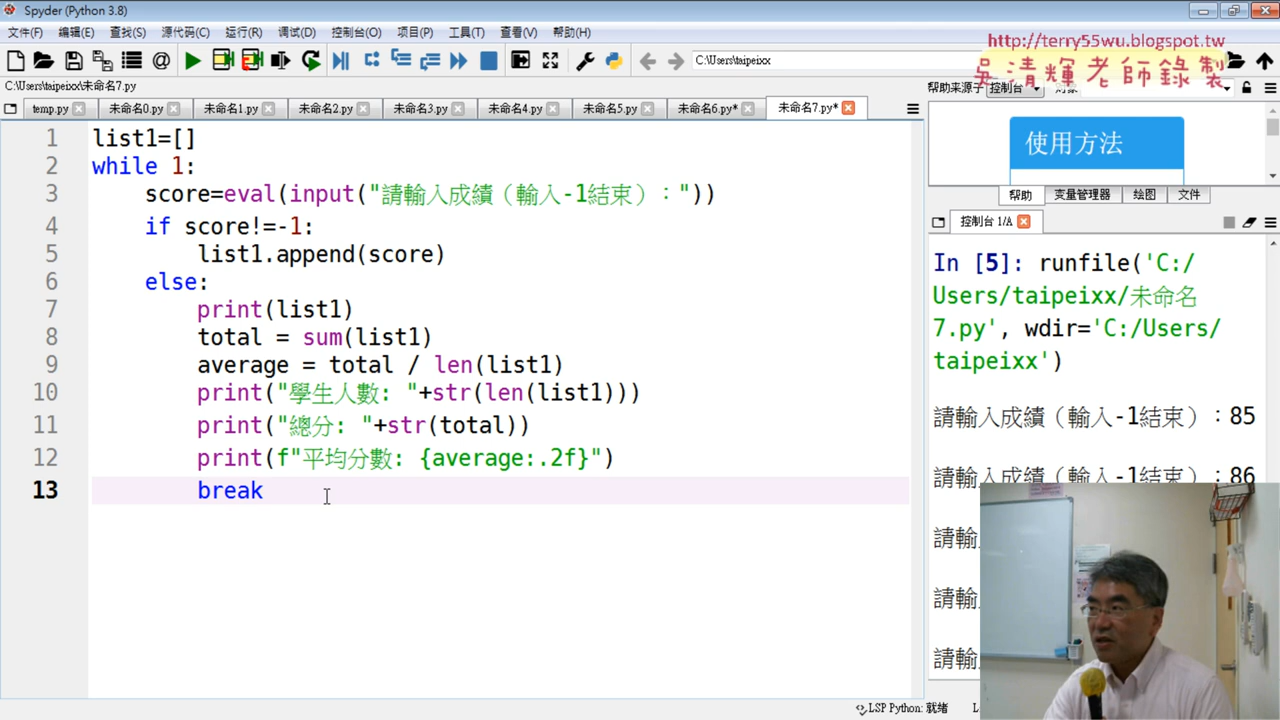 Spyder (Python 3.8)
文件(F) 编辑(E) 查找(S) 源代码(C) 运行(R) 调试(D) 控制台(O) 项目(P) 工具(T) 查看(V) 帮助(H)
http://terry55wu.blogspot.tw
吳清輝老師錄製
C:\Users\taipeixx
C:\Users\taipeixx\未命名7.py
帮助来源于 控制台
temp.py 未命名0.py 未命名1.py 未命名2.py 未命名3.py 未命名4.py 未命名5.py 未命名6.py* 未命名7.py*
1 list1=[]
2 while 1:
3 score=eval(input("請輸入成績（輸入-1結束）："))
4 if score!=-1:
5 list1.append(score)
6 else:
7 print(list1)
8 total = sum(list1)
9 average = total / len(list1)
10 print("學生人數: "+str(len(list1)))
11 print("總分: "+str(total))
12 print(f"平均分數: {average:.2f}")
13 break
使用方法
帮助 变量管理器 绘图 文件
控制台 1/A
In [5]: runfile('C:/
Users/taipeixx/未命名
7.py', wdir='C:/Users/
taipeixx')
請輸入成績（輸入-1結束）：85
請輸入成績（輸入-1結束）：86
請輸
請輸
請輸
LSP Python: 就绪